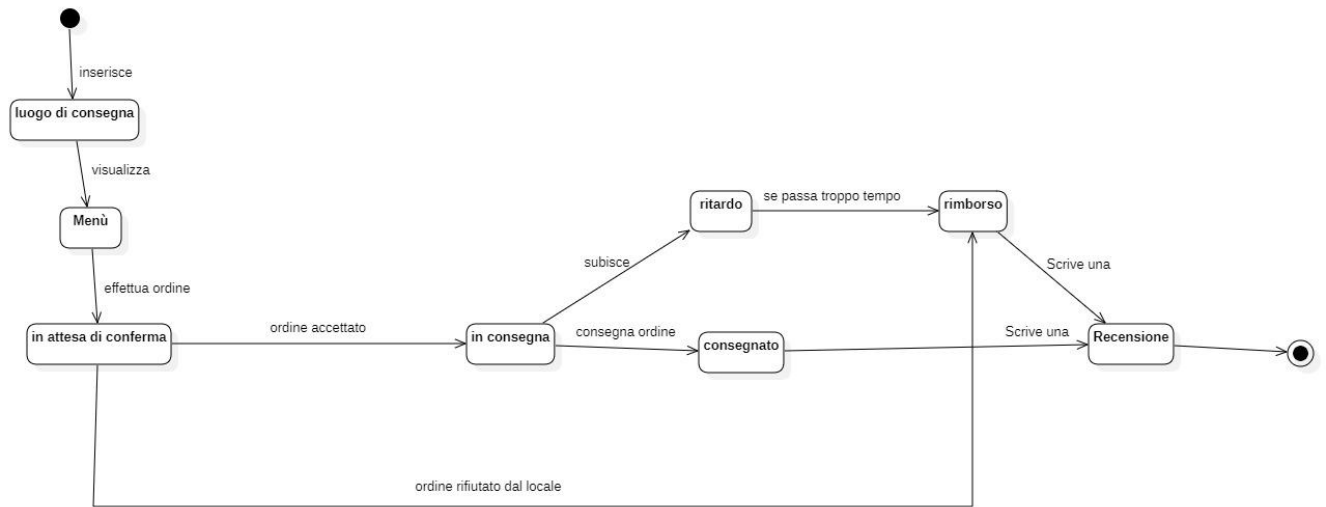 inserisce
luogo di consegna
visualizza
Menù
effettua ordine
in attesa di conferma
ordine accettato
in consegna
subisce
ritardo
se passa troppo tempo
rimborso
consegna ordine
consegnato
Scrive una
Scrive una
Recensione
ordine rifiutato dal locale